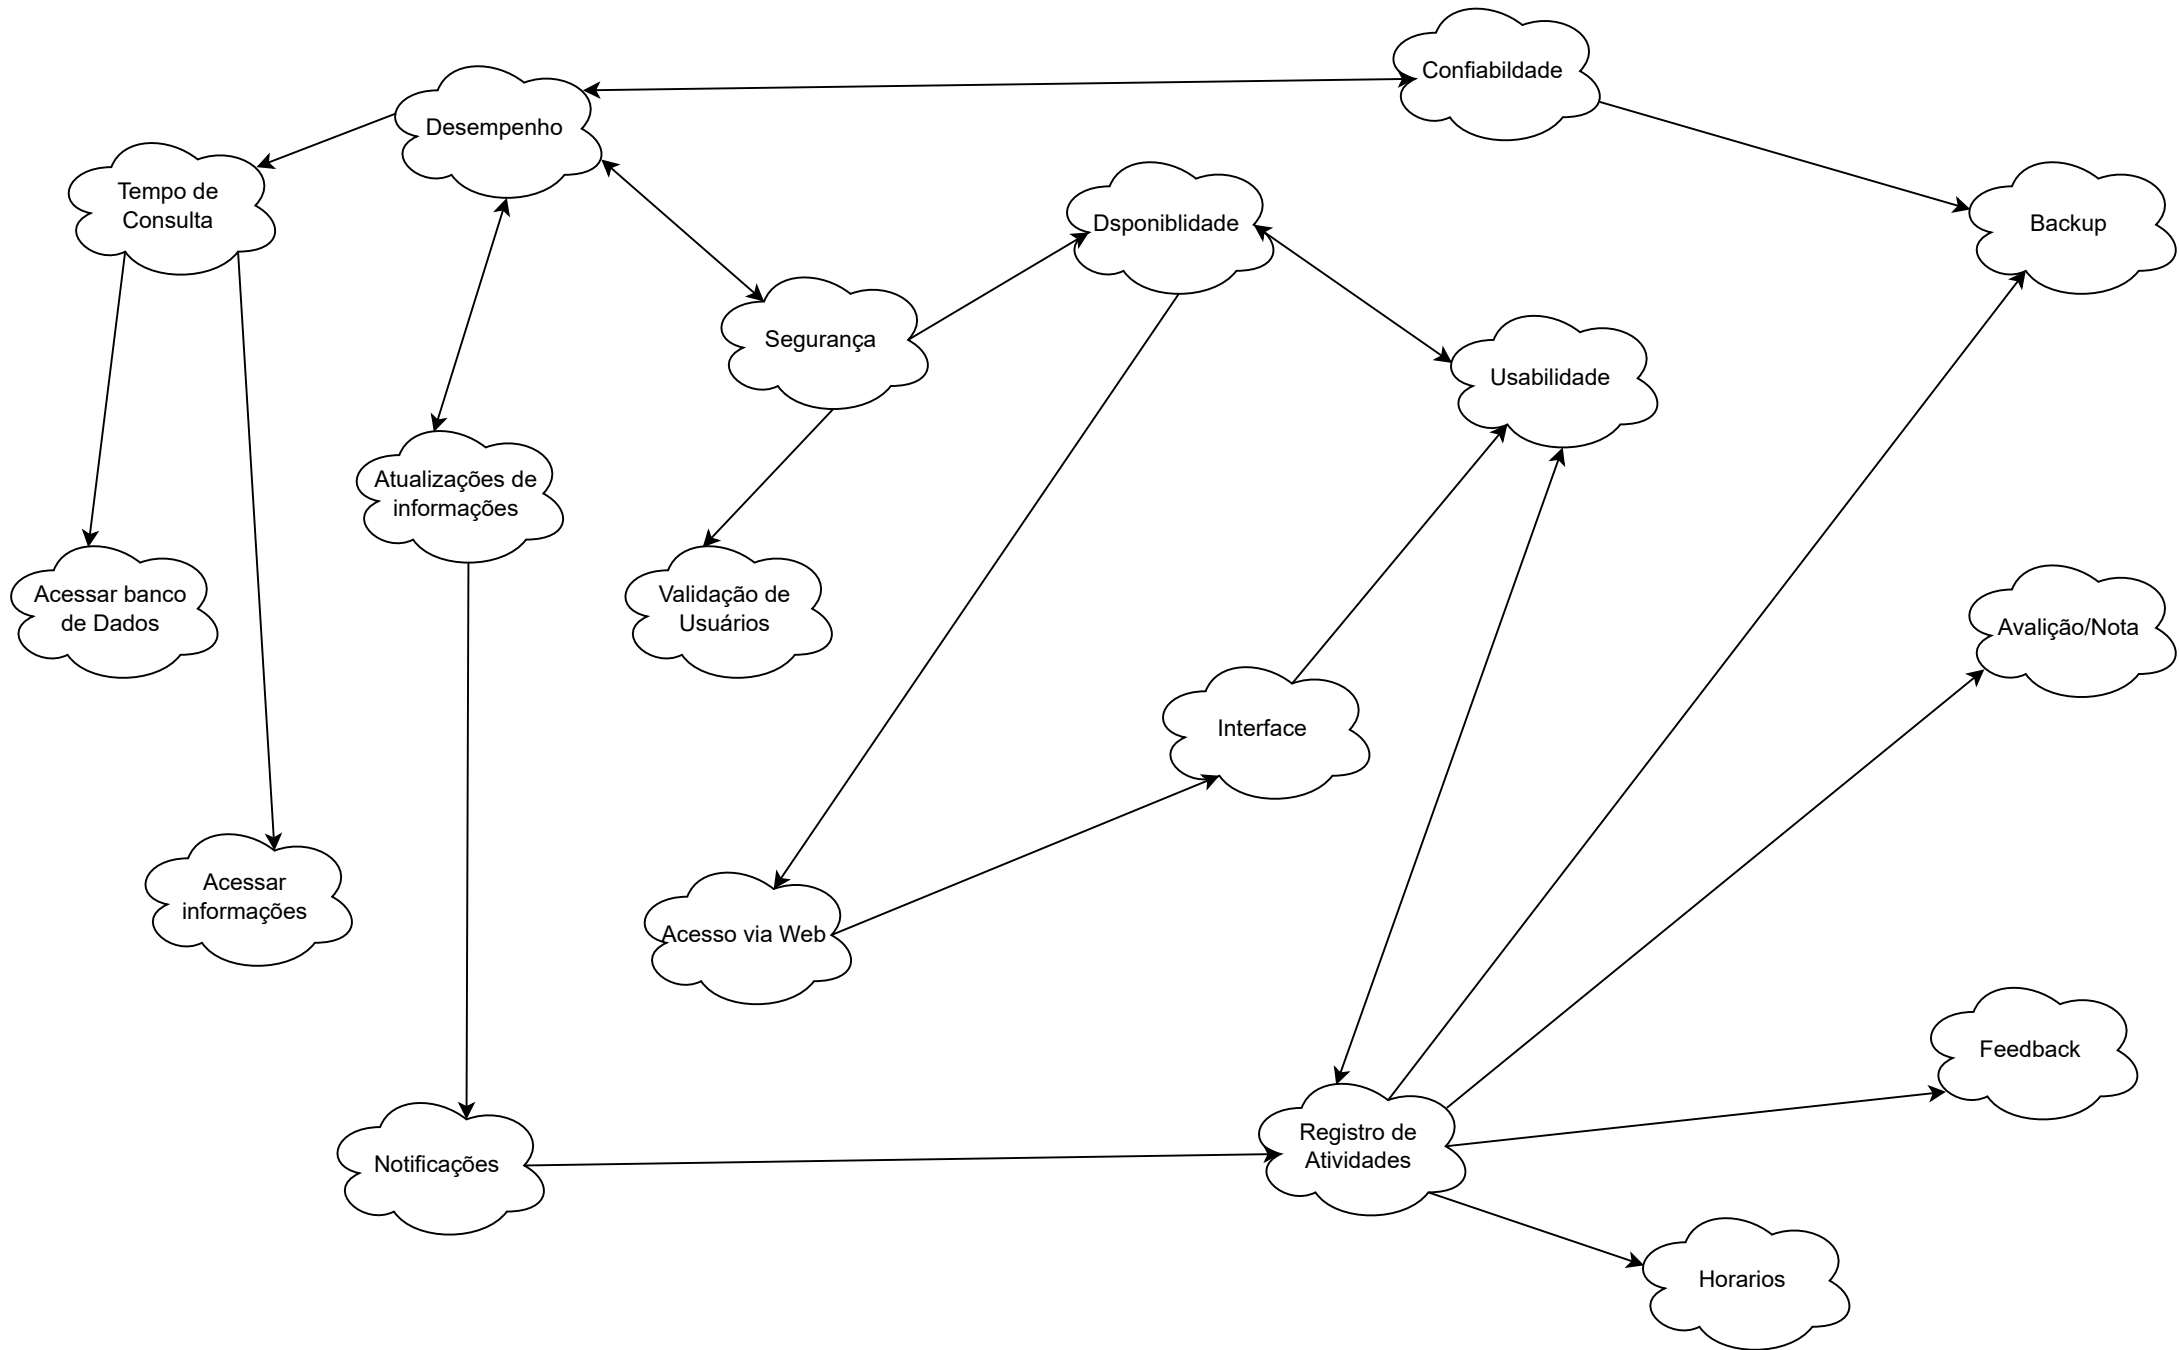 Confiabildade
Desempenho
Tempo de
Consulta
Dsponiblidade
Backup
Segurança
Usabilidade
Atualizações de
informações
Acessar banco
de Dados
Validação de
Usuários
Avalição/Nota
Interface
Acessar
informações
Acesso via Web
Feedback
Registro de
Atividades
Notificações
Horarios